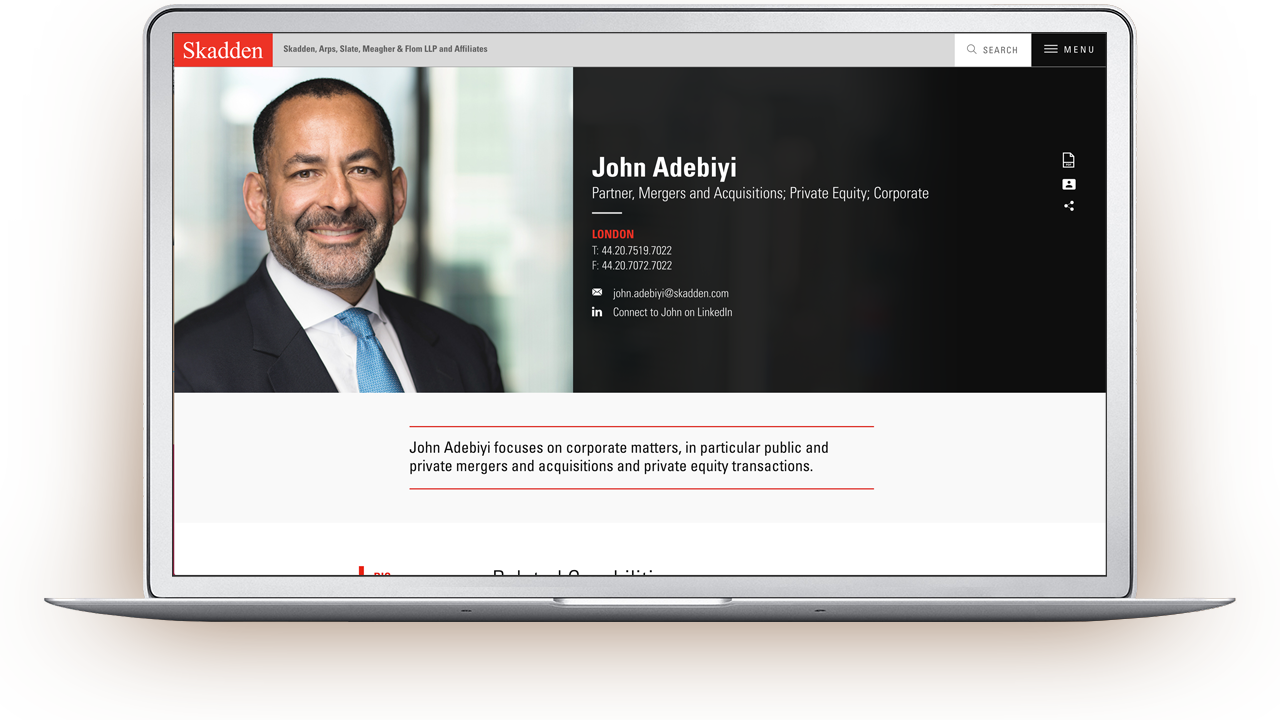 Skadden
Skadden, Arps, Slate, Meagher & Flom LLP and Affiliates
SEARCH
MENU
John Adebiyi
Partner, Mergers and Acquisitions; Private Equity; Corporate
LONDON
T: 44.20.7519.7022
F: 44.20.7072.7022
john.adebiyi@skadden.com
in Connect to John on LinkedIn
John Adebiyi focuses on corporate matters, in particular public and
private mergers and acquisitions and private equity transactions.